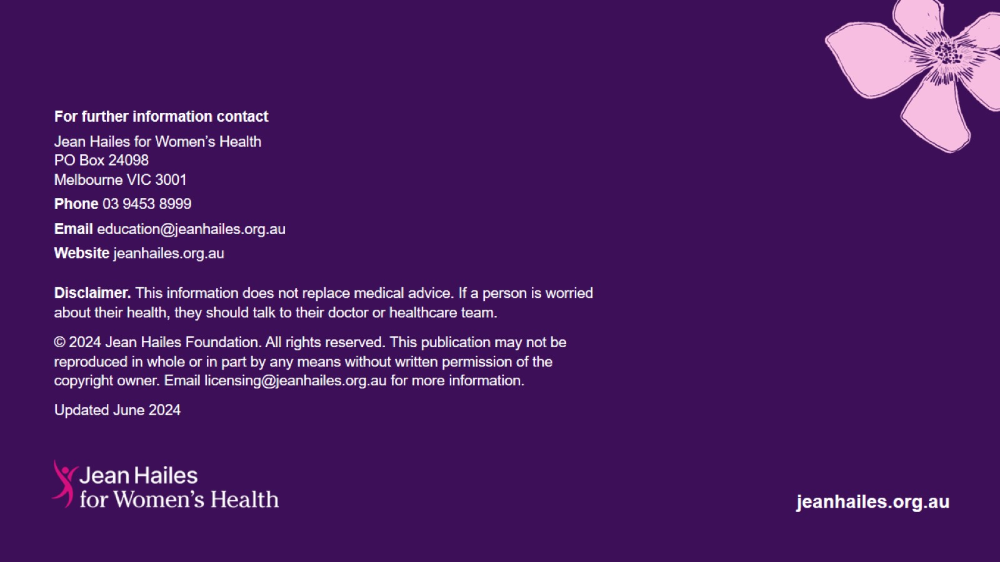 For further information contact
Jean Hailes for Women’s Health
PO Box 24098
Melbourne VIC 3001
Phone 03 9453 8999
Email education@jeanhailes.org.au
Website jeanhailes.org.au
Disclaimer. This information does not replace medical advice. If a person is worried
about their health, they should talk to their doctor or healthcare team.
© 2024 Jean Hailes Foundation. All rights reserved. This publication may not be
reproduced in whole or in part by any means without written permission of the
copyright owner. Email licensing@jeanhailes.org.au for more information.
Updated June 2024
Jean Hailes
for Women’s Health
jeanhailes.org.au